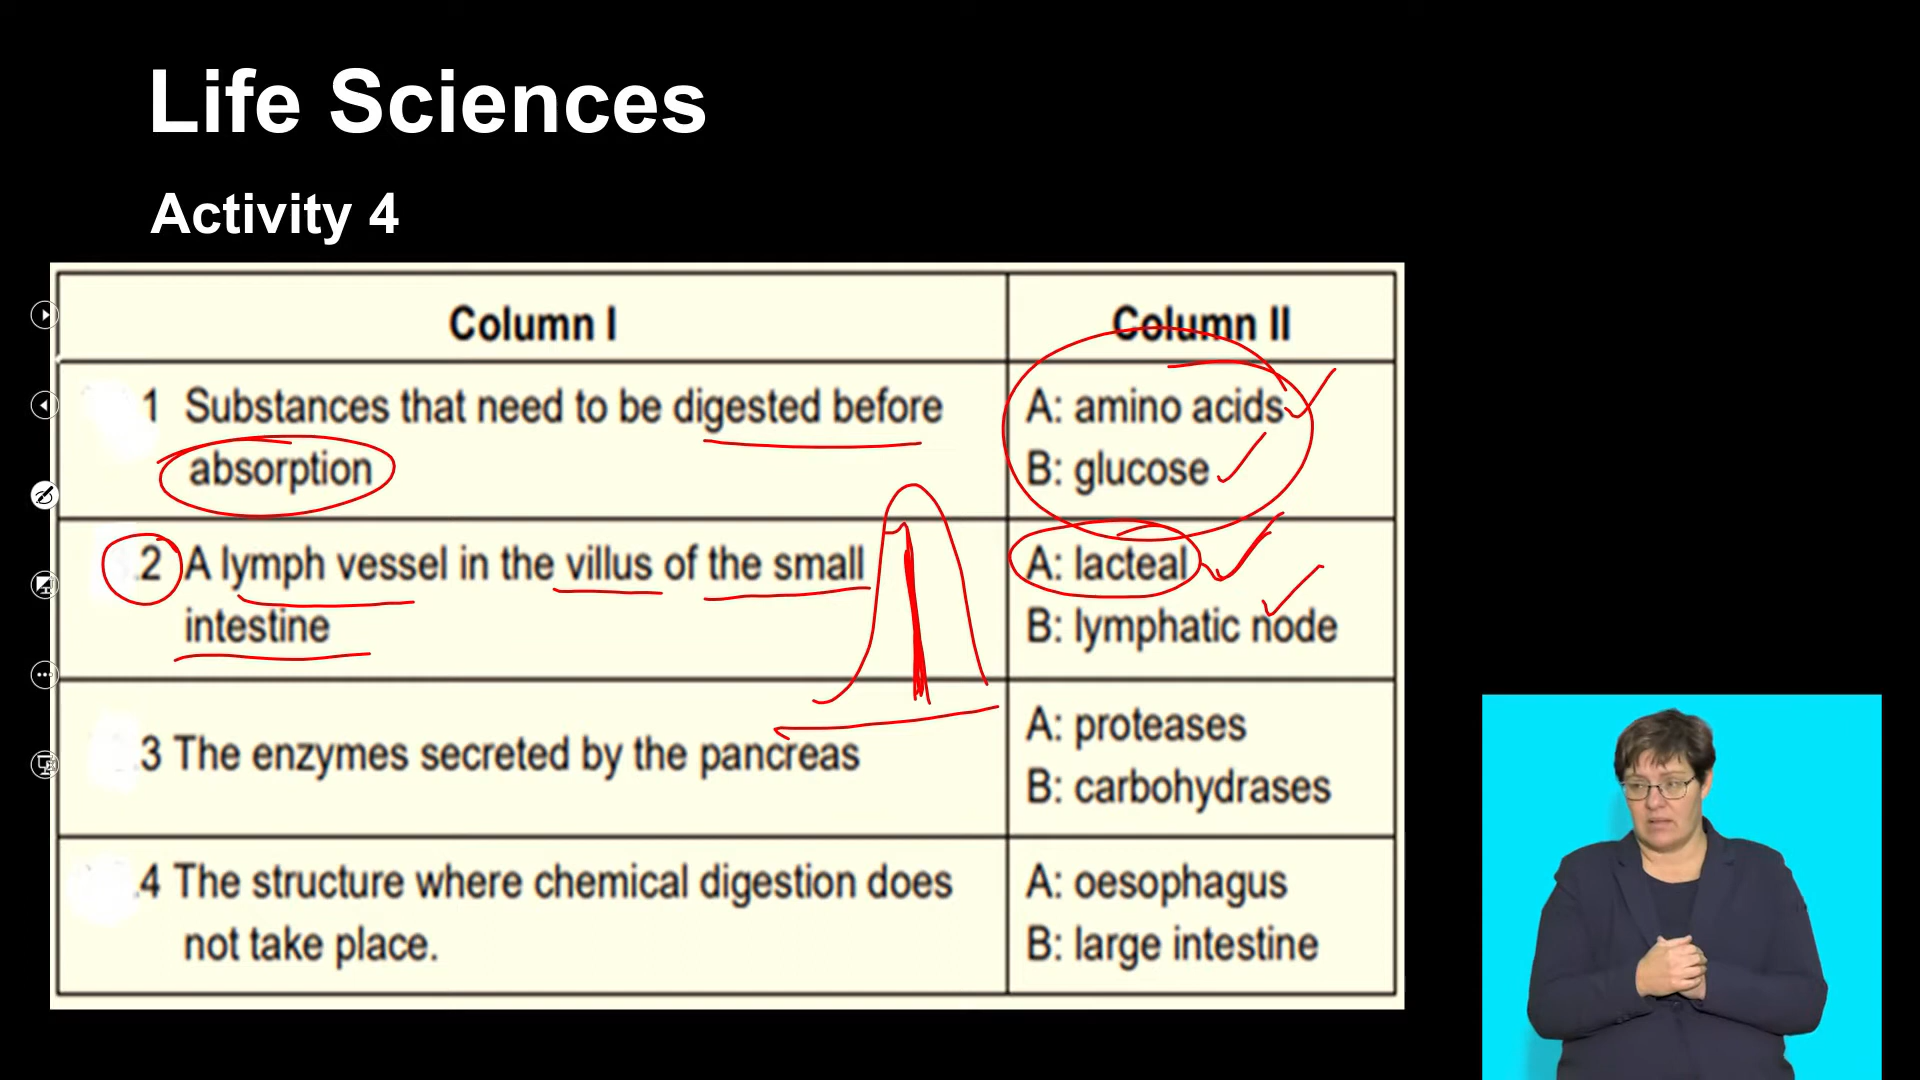 Life Sciences
Activity 4
Column I
Column II
1 Substances that need to be digested before
absorption
A: amino acids
B: glucose
.2 A lymph vessel in the villus of the small
intestine
A: lacteal
B: lymphatic node
.3 The enzymes secreted by the pancreas
A: proteases
B: carbohydrases
.4 The structure where chemical digestion does
not take place.
A: oesophagus
B: large intestine